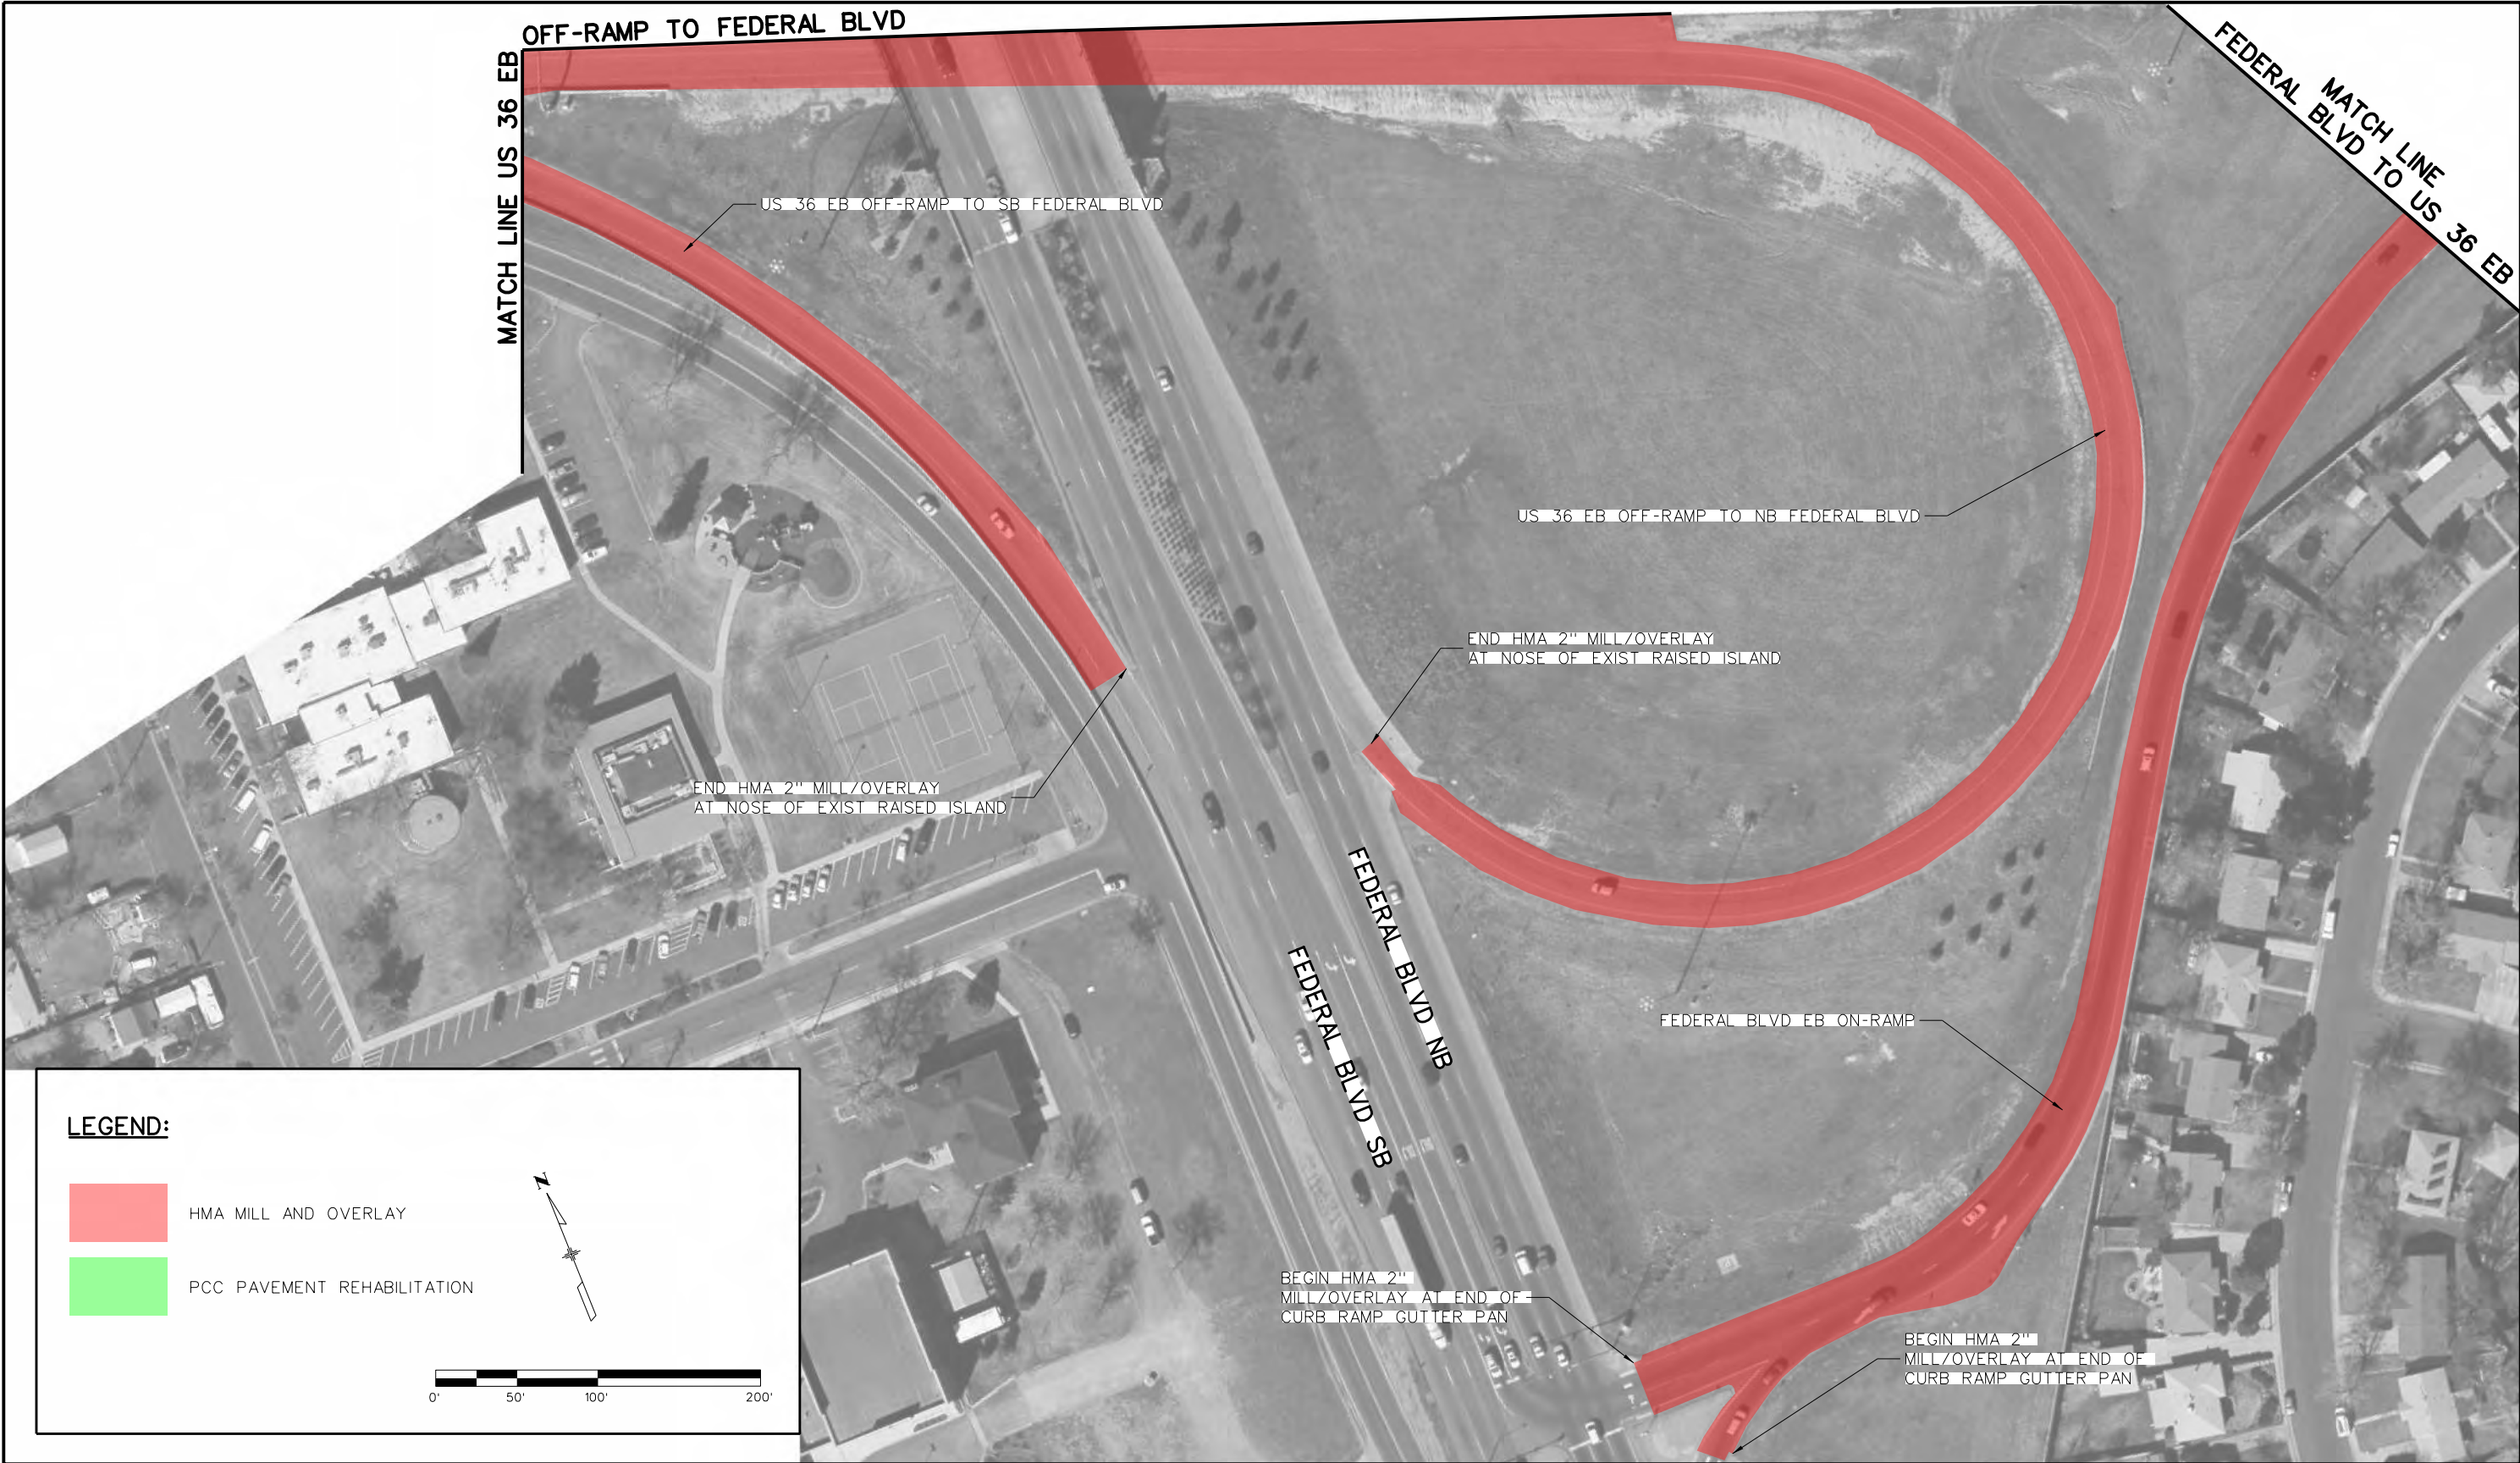 OFF-RAMP TO FEDERAL BLVD
MATCH LINE US 36 EB
MATCH LINE
FEDERAL BLVD TO US 36 EB
US 36 EB OFF-RAMP TO SB FEDERAL BLVD
US 36 EB OFF-RAMP TO NB FEDERAL BLVD
END HMA 2" MILL/OVERLAY
AT NOSE OF EXIST RAISED ISLAND
END HMA 2" MILL/OVERLAY
AT NOSE OF EXIST RAISED ISLAND
FEDERAL BLVD NB
FEDERAL BLVD SB
FEDERAL BLVD EB ON-RAMP
BEGIN HMA 2"
MILL/OVERLAY AT END OF
CURB RAMP GUTTER PAN
BEGIN HMA 2"
MILL/OVERLAY AT END OF
CURB RAMP GUTTER PAN
LEGEND:
HMA MILL AND OVERLAY
PCC PAVEMENT REHABILITATION
N
0' 50' 100' 200'